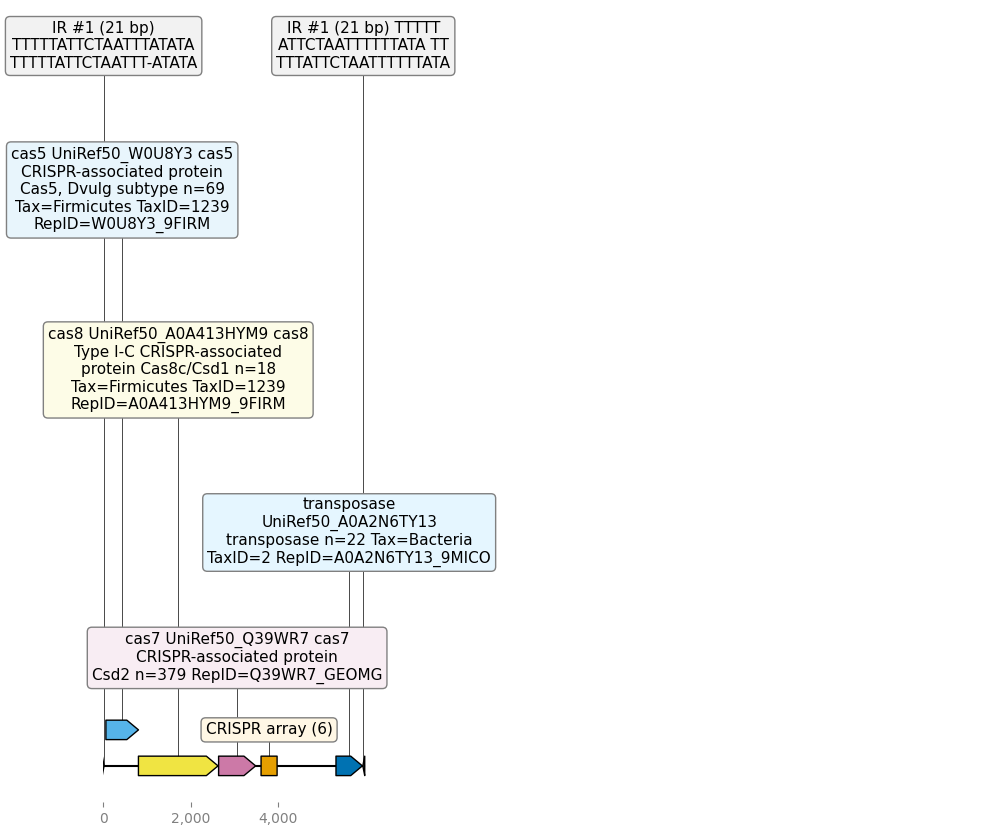 IR #1 (21 bp)
TTTTTATTCTAATTTATATA
TTTTTATTCTAATTT-ATATA
IR #1 (21 bp) TTTTT
ATTCTAATTTTTTATA TT
TTTATTCTAATTTTTTATA
cas5 UniRef50_W0U8Y3 cas5
CRISPR-associated protein
Cas5, Dvulg subtype n=69
Tax=Firmicutes TaxID=1239
RepID=W0U8Y3_9FIRM
cas8 UniRef50_A0A413HYM9 cas8
Type I-C CRISPR-associated
protein Cas8c/Csd1 n=18
Tax=Firmicutes TaxID=1239
RepID=A0A413HYM9_9FIRM
transposase
UniRef50_A0A2N6TY13
transposase n=22 Tax=Bacteria
TaxID=2 RepID=A0A2N6TY13_9MICO
cas7 UniRef50_Q39WR7 cas7
CRISPR-associated protein
Csd2 n=379 RepID=Q39WR7_GEOMG
CRISPR array (6)
0
2,000
4,000